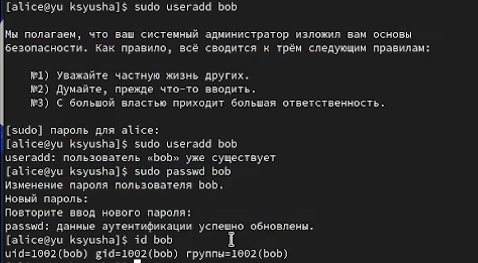 [alice@yu ksyusha]$ sudo useradd bob
Мы полагаем, что ваш системный администратор изложил вам основы
безопасности. Как правило, всё сводится к трём следующим правилам:
№1) Уважайте частную жизнь других.
№2) Думайте, прежде что-то вводить.
№3) С большой властью приходит большая ответственность.
[sudo] пароль для alice:
[alice@yu ksyusha]$ sudo useradd bob
useradd: пользователь «bob» уже существует
[alice@yu ksyusha]$ sudo passwd bob
Изменение пароля пользователя bob.
Новый пароль:
Повторите ввод нового пароля:
passwd: данные аутентификации успешно обновлены.
[alice@yu ksyusha]$ id bob
uid=1002(bob) gid=1002(bob) группы=1002(bob)